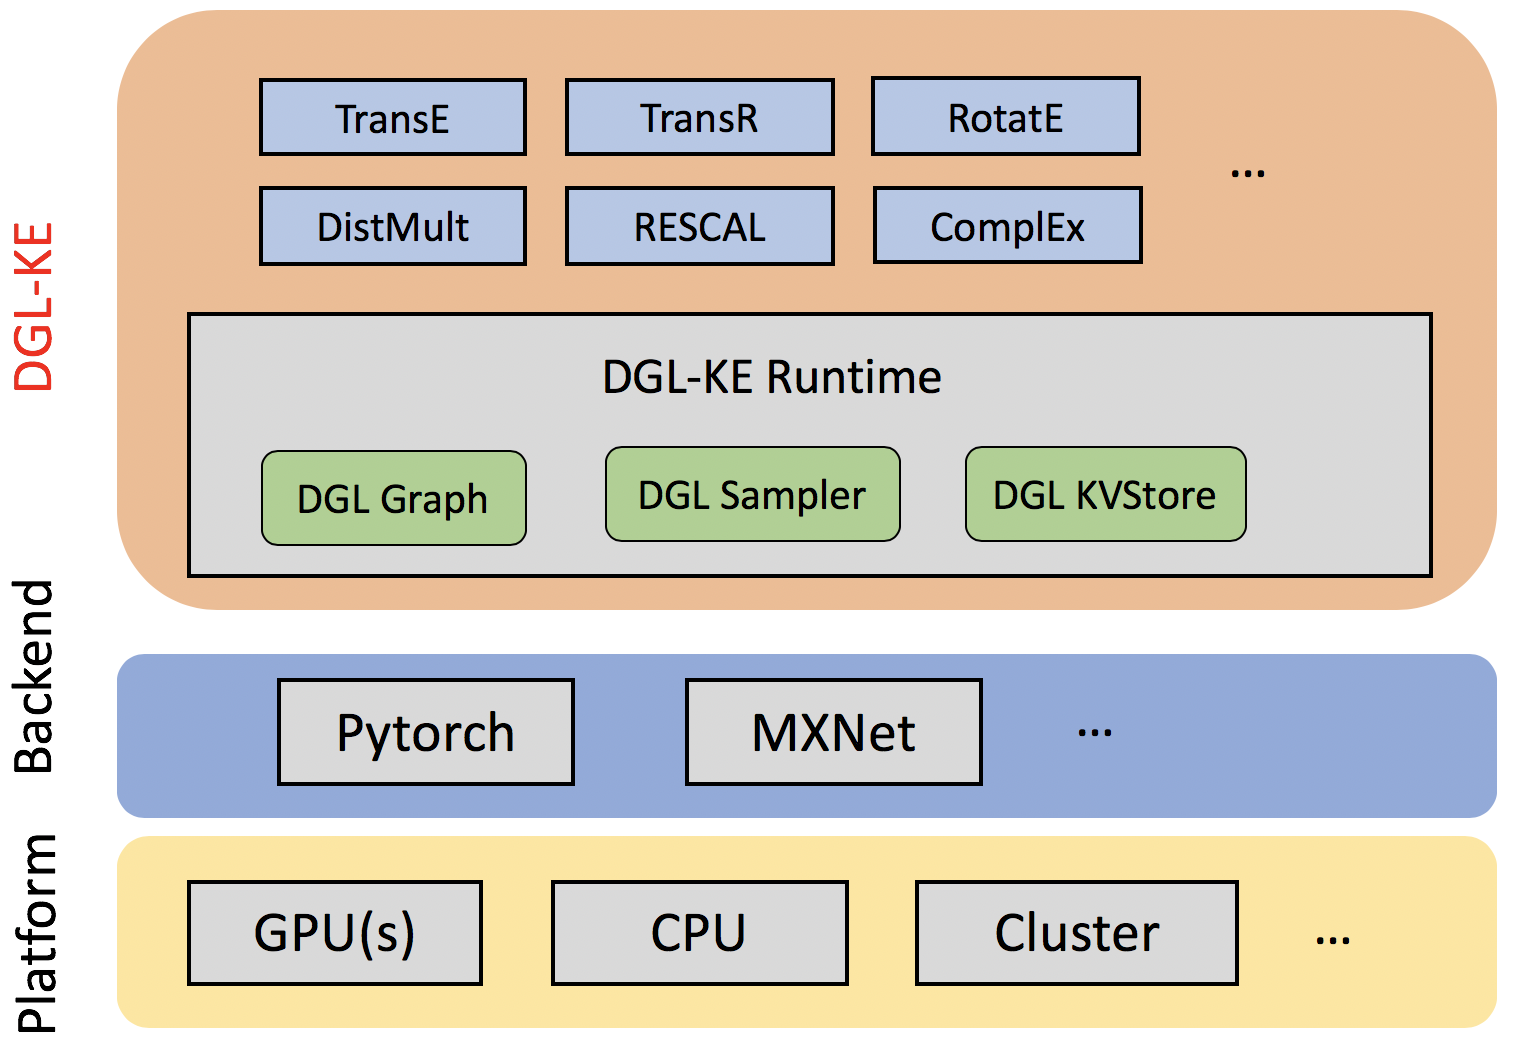 DGL-KE
TransE
TransR
RotatE
...
DistMult
RESCAL
ComplEx
DGL-KE Runtime
DGL Graph
DGL Sampler
DGL KVStore
Backend
Pytorch
MXNet
...
Platform
GPU(s)
CPU
Cluster
...